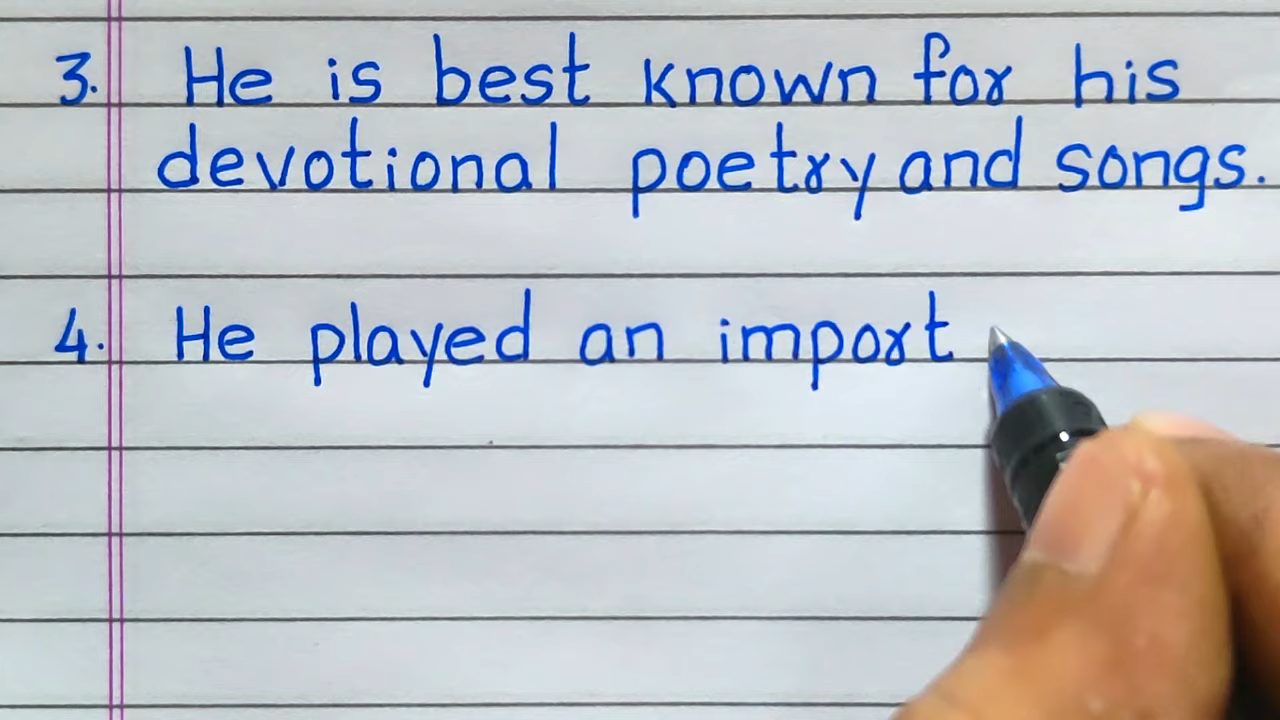 3. He is best known for his
devotional poetry and songs.
4. He played an import